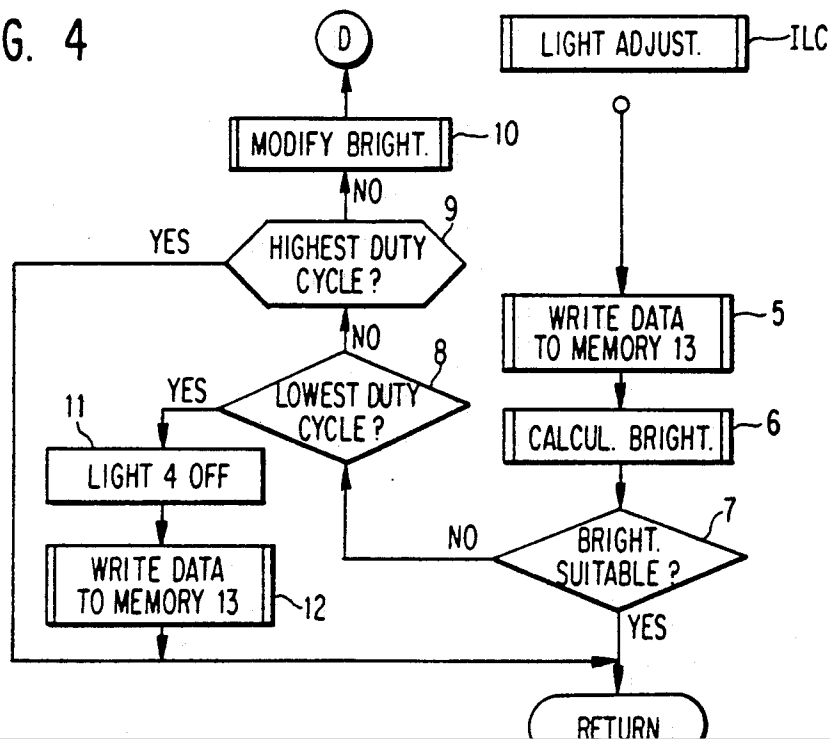 G. 4
D
LIGHT ADJUST.
ILC
MODIFY BRIGHT.
10
NO
YES
9
HIGHEST DUTY
CYCLE ?
NO
8
YES
LOWEST DUTY
CYCLE ?
11
LIGHT 4 OFF
WRITE DATA
TO MEMORY 13
12
WRITE DATA
TO MEMORY 13
5
CALCUL. BRIGHT.
6
7
NO
BRIGHT.
SUITABLE ?
YES
RETURN